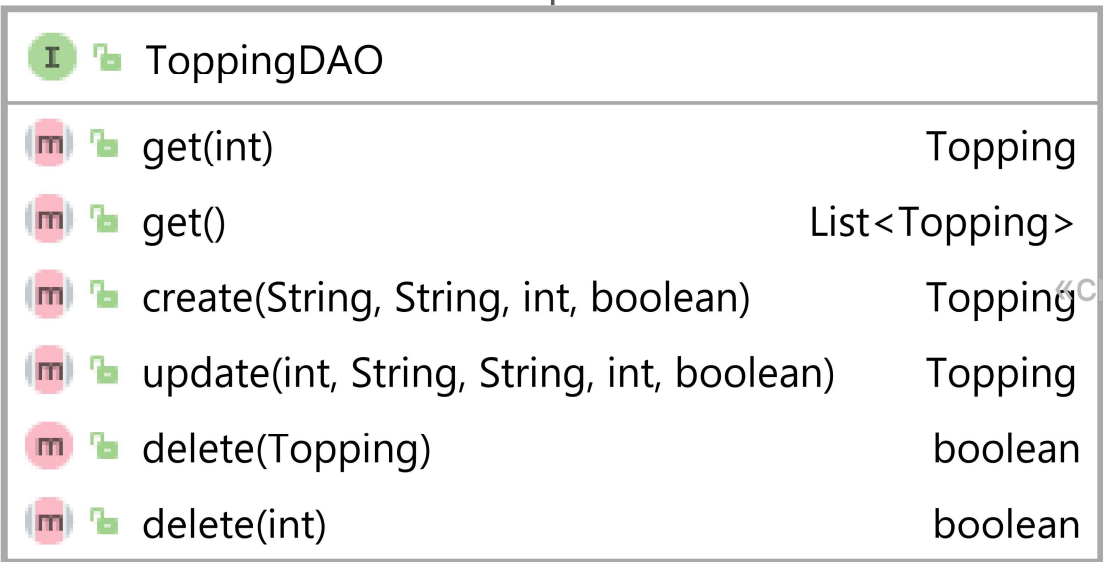 I ToppingDAO
m get(int) Topping
m get() List<Topping>
m create(String, String, int, boolean) Topping «C
m update(int, String, String, int, boolean) Topping
m delete(Topping) boolean
m delete(int) boolean